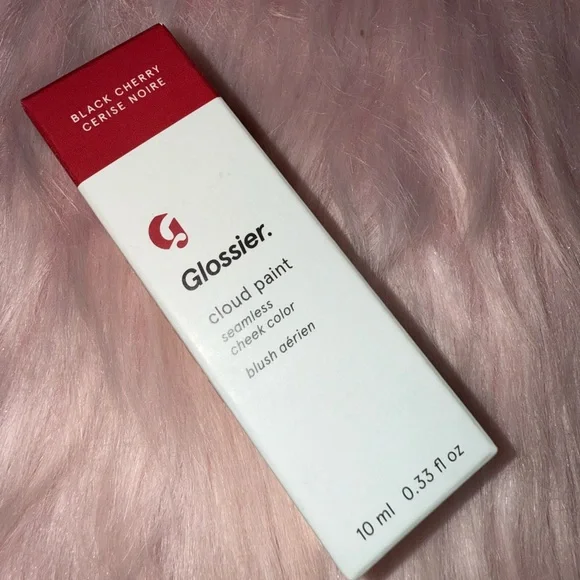 BLACK CHERRY
CERISE NOIRE
Glossier.
cloud paint
seamless
cheek color
blush aérien
10 ml 0.33 fl oz